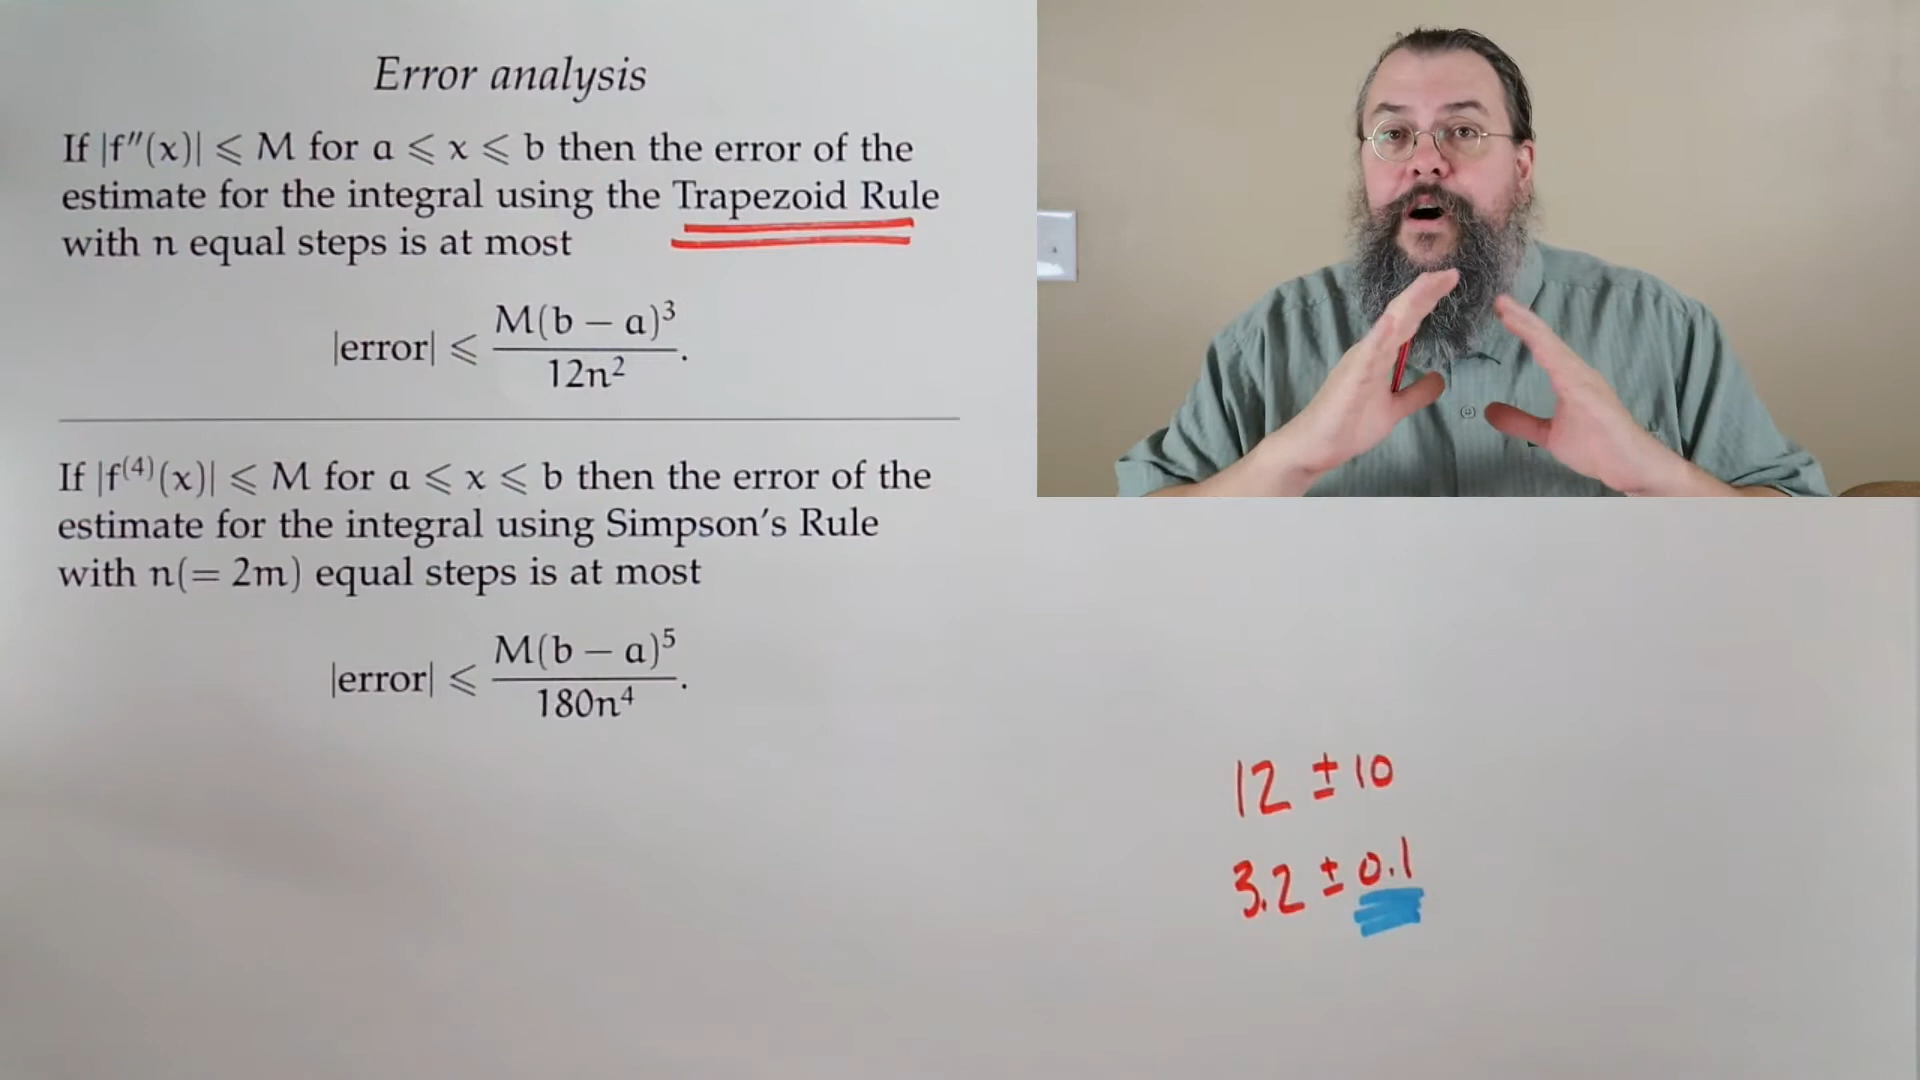 Error analysis
If |f″(x)| ⩽ M for a ⩽ x ⩽ b then the error of the
estimate for the integral using the Trapezoid Rule
with n equal steps is at most
|error| ⩽ M(b − a)³ / 12n².
If |f⁽⁴⁾(x)| ⩽ M for a ⩽ x ⩽ b then the error of the
estimate for the integral using Simpson's Rule
with n(= 2m) equal steps is at most
|error| ⩽ M(b − a)⁵ / 180n⁴.
12 ± 10
3.2 ± 0.1